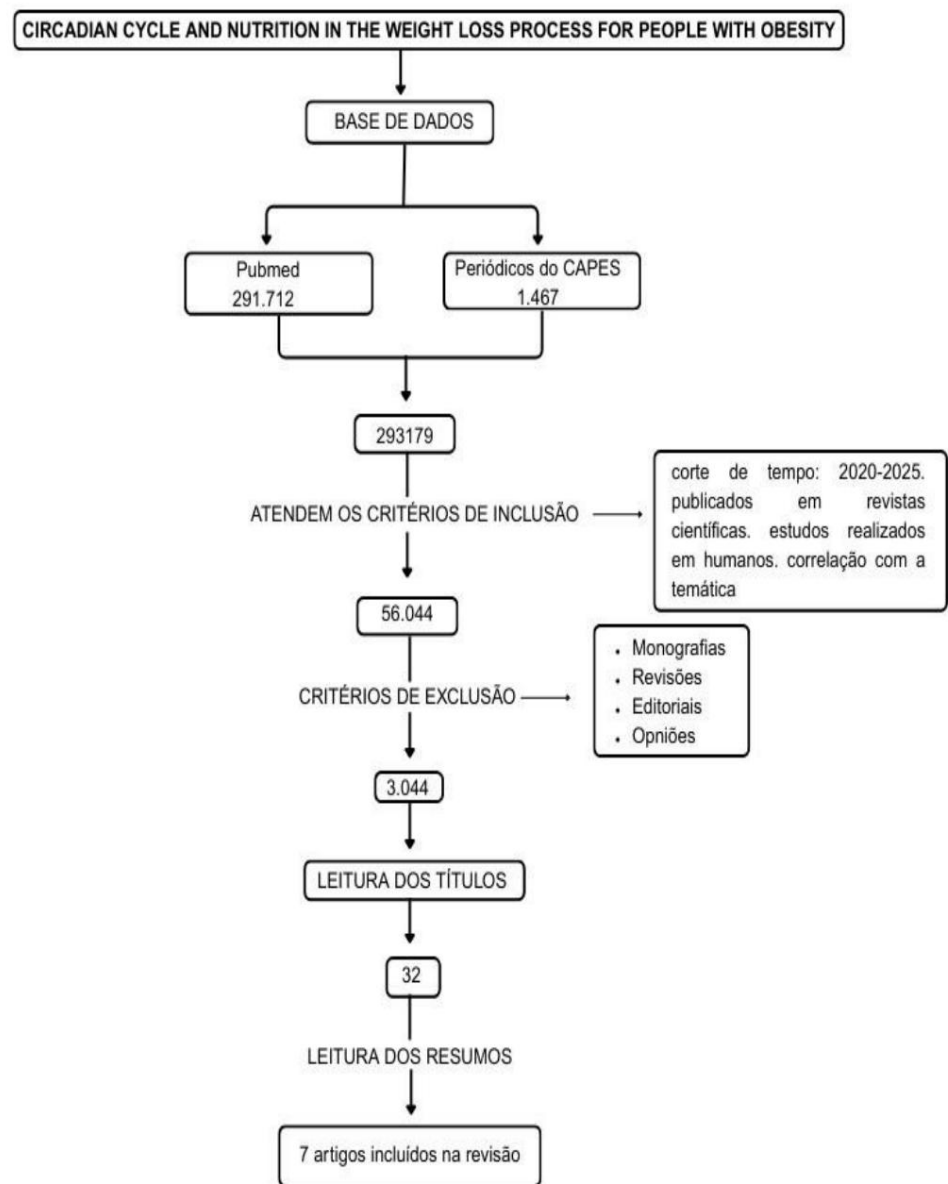 CIRCADIAN CYCLE AND NUTRITION IN THE WEIGHT LOSS PROCESS FOR PEOPLE WITH OBESITY
BASE DE DADOS
Pubmed
291.712
Periódicos do CAPES
1.467
293179
ATENDEM OS CRITÉRIOS DE INCLUSÃO
corte de tempo: 2020-2025.
publicados em revistas
científicas. estudos realizados
em humanos. correlação com a
temática
56.044
CRITÉRIOS DE EXCLUSÃO
• Monografias
• Revisões
• Editoriais
• Opniões
3.044
LEITURA DOS TÍTULOS
32
LEITURA DOS RESUMOS
7 artigos incluídos na revisão